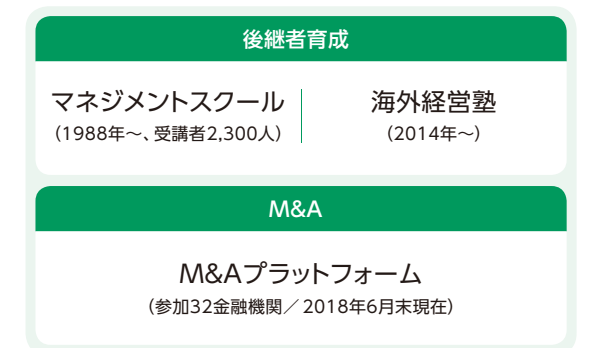 後継者育成
マネジメントスクール
（1988年～、受講者2,300人）
海外経営塾
（2014年～）
M&A
M&Aプラットフォーム
（参加32金融機関／2018年6月末現在）